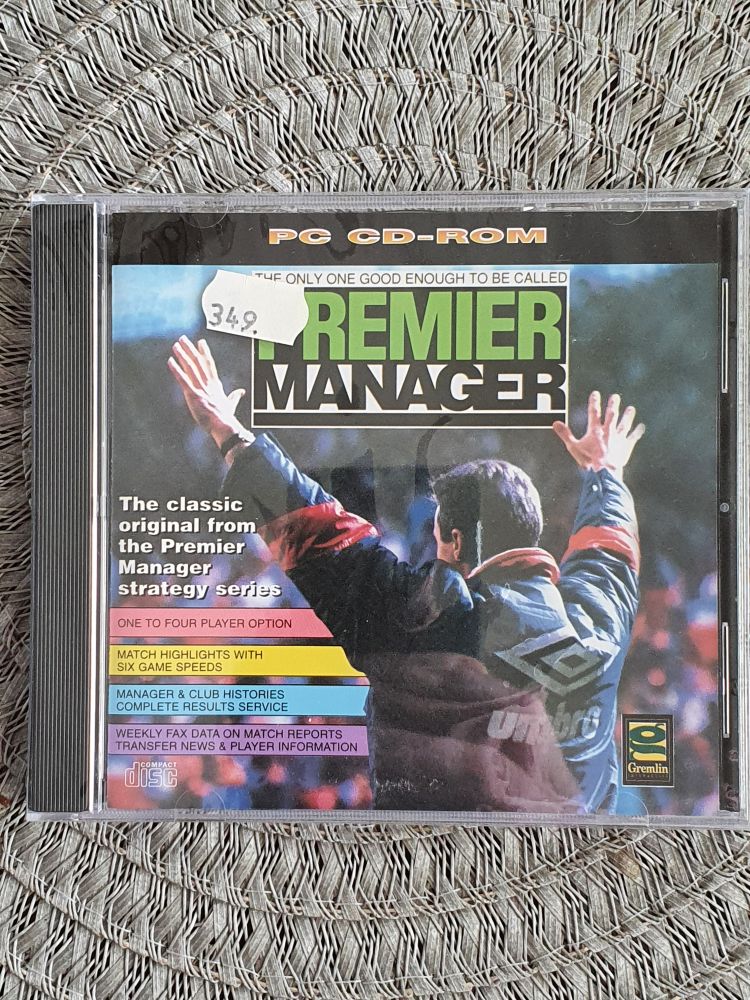 PC CD-ROM
THE ONLY ONE GOOD ENOUGH TO BE CALLED
349.
PREMIER
MANAGER
The classic
original from
the Premier
Manager
strategy series
ONE TO FOUR PLAYER OPTION
MATCH HIGHLIGHTS WITH
SIX GAME SPEEDS
MANAGER & CLUB HISTORIES
COMPLETE RESULTS SERVICE
WEEKLY FAX DATA ON MATCH REPORTS
TRANSFER NEWS & PLAYER INFORMATION
COMPACT
disc
umbro
g
Gremlin
INTERACTIVE